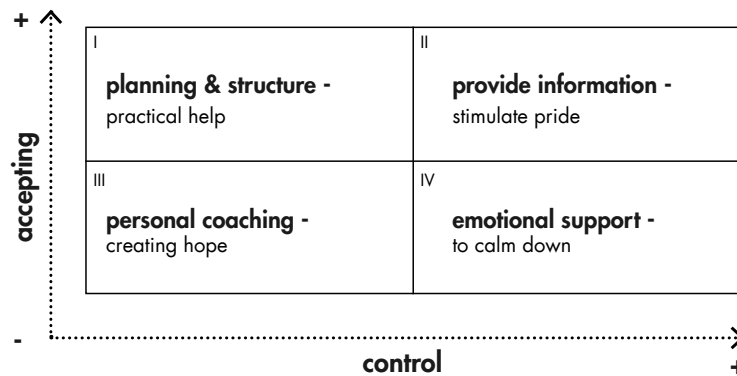 +
I
planning & structure -
practical help
II
provide information -
stimulate pride
accepting
III
personal coaching -
creating hope
IV
emotional support -
to calm down
-
control
+